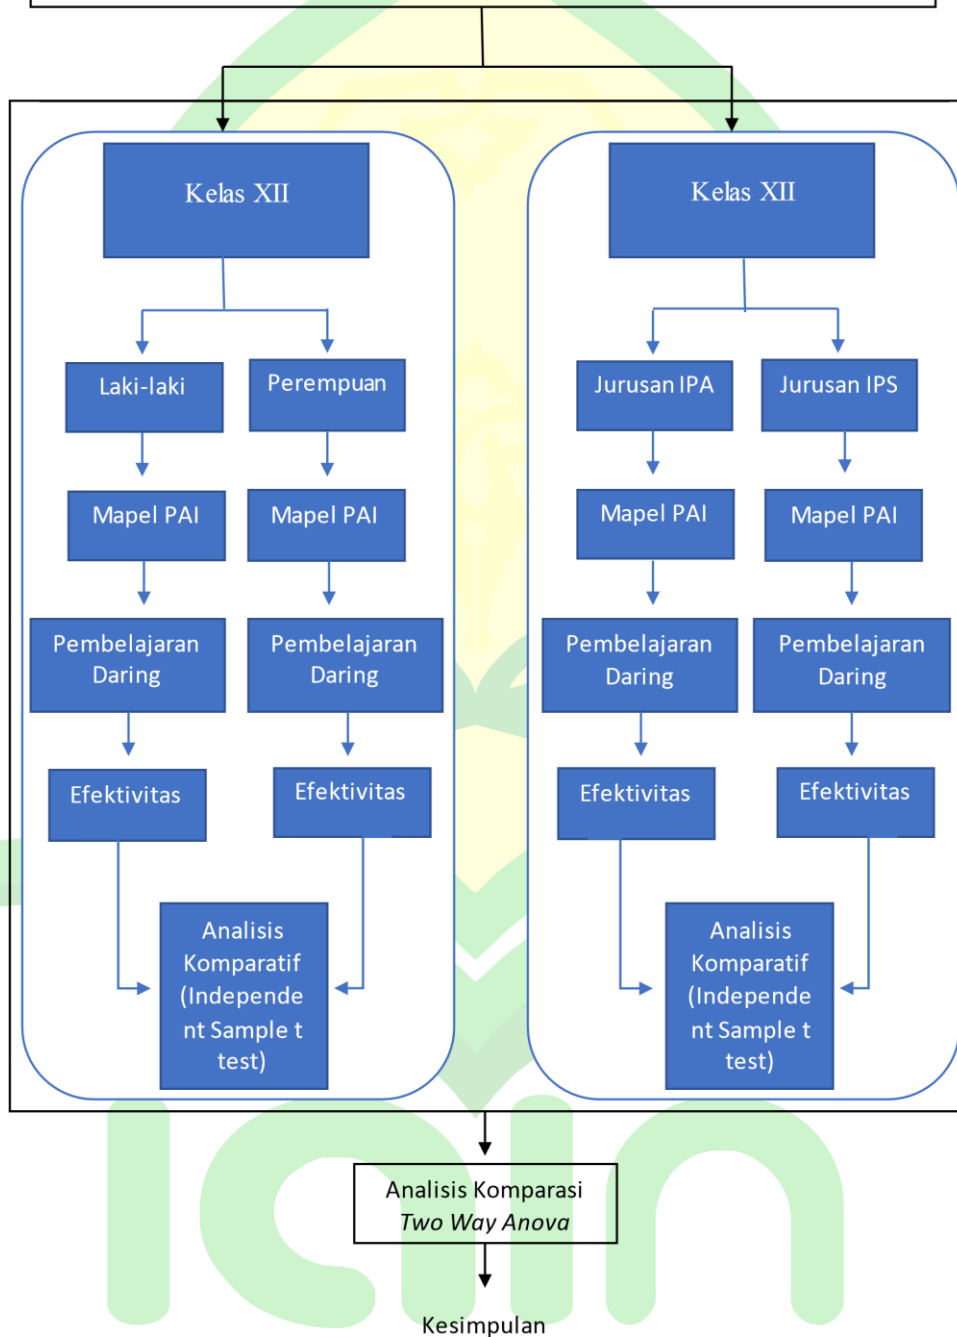 Kelas XII
Kelas XII
Laki-laki
Perempuan
Jurusan IPA
Jurusan IPS
Mapel PAI
Mapel PAI
Mapel PAI
Mapel PAI
Pembelajaran
Daring
Pembelajaran
Daring
Pembelajaran
Daring
Pembelajaran
Daring
Efektivitas
Efektivitas
Efektivitas
Efektivitas
Analisis
Komparatif
(Independe
nt Sample t
test)
Analisis
Komparatif
(Independe
nt Sample t
test)
Analisis Komparasi
Two Way Anova
Kesimpulan
iain